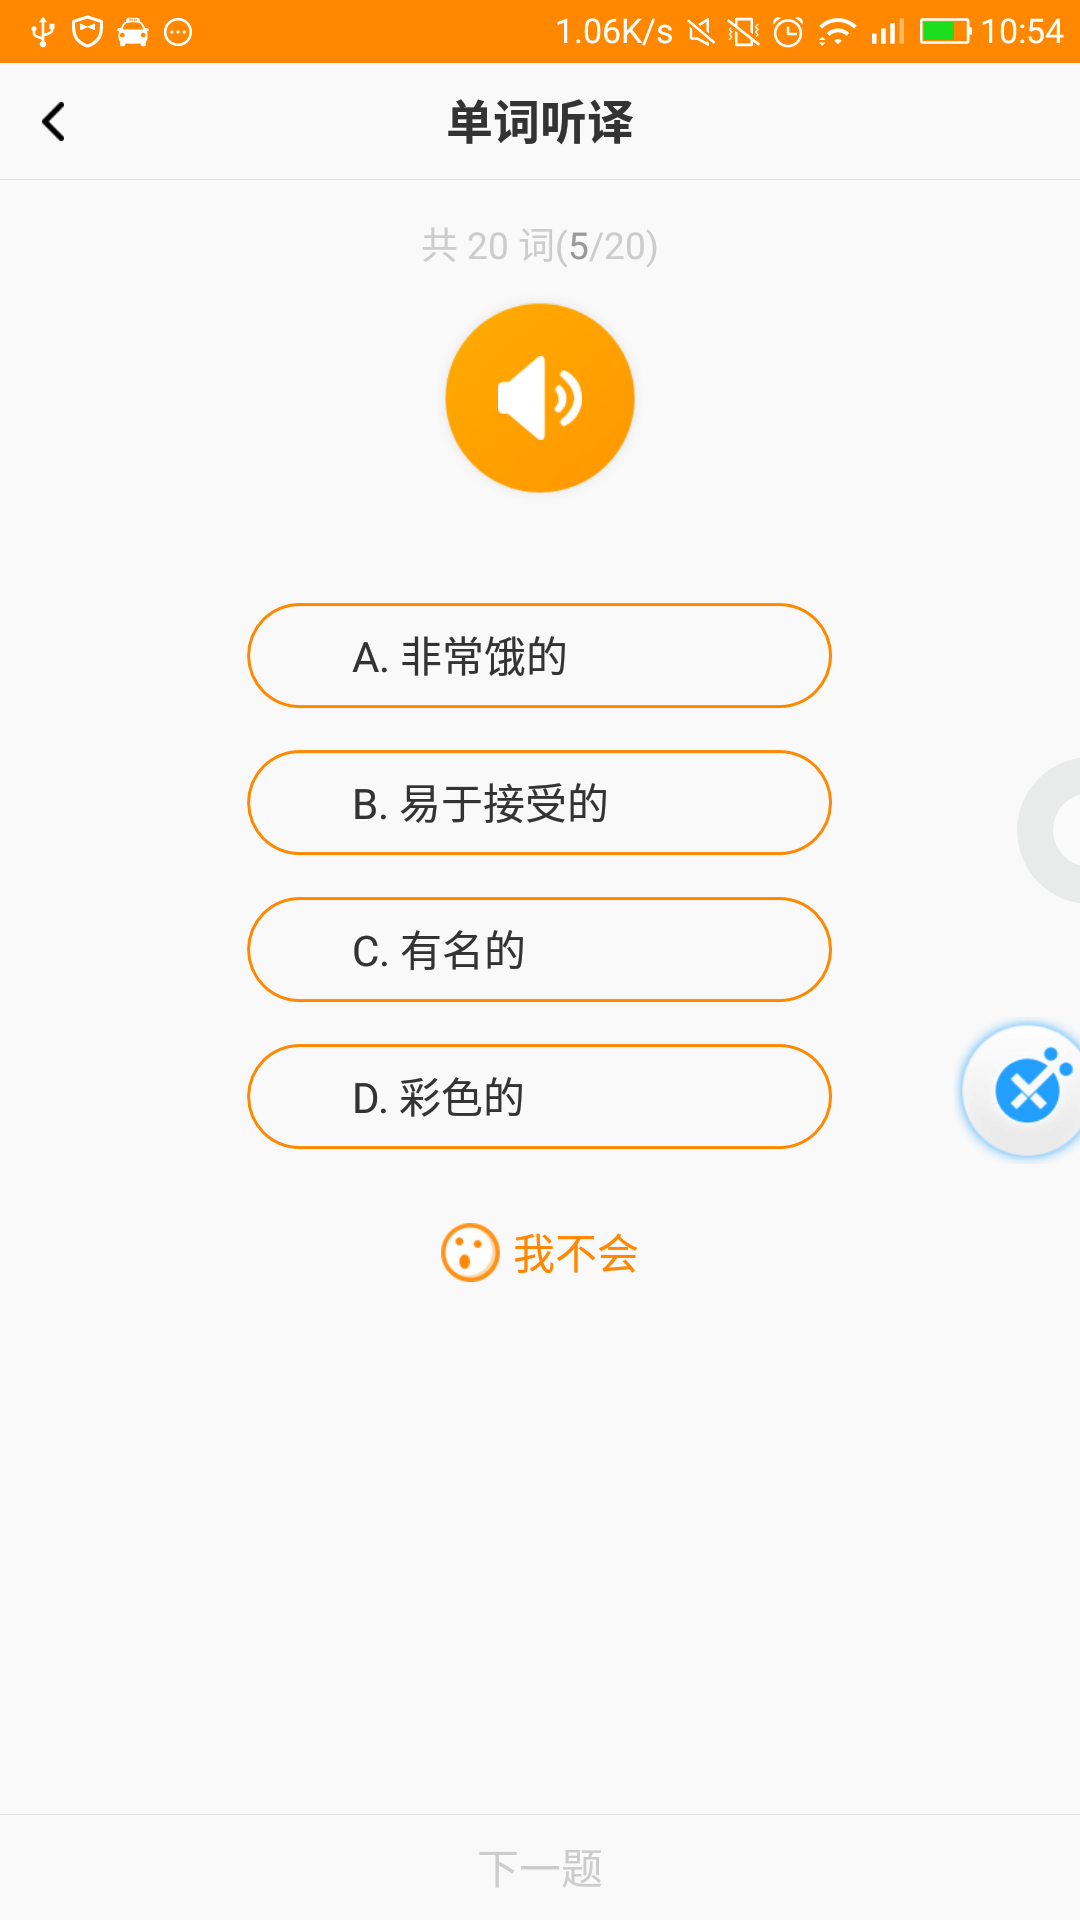 1.06K/s 10:54
单词听译
共 20 词(5/20)
A. 非常饿的
B. 易于接受的
C. 有名的
D. 彩色的
我不会
下一题